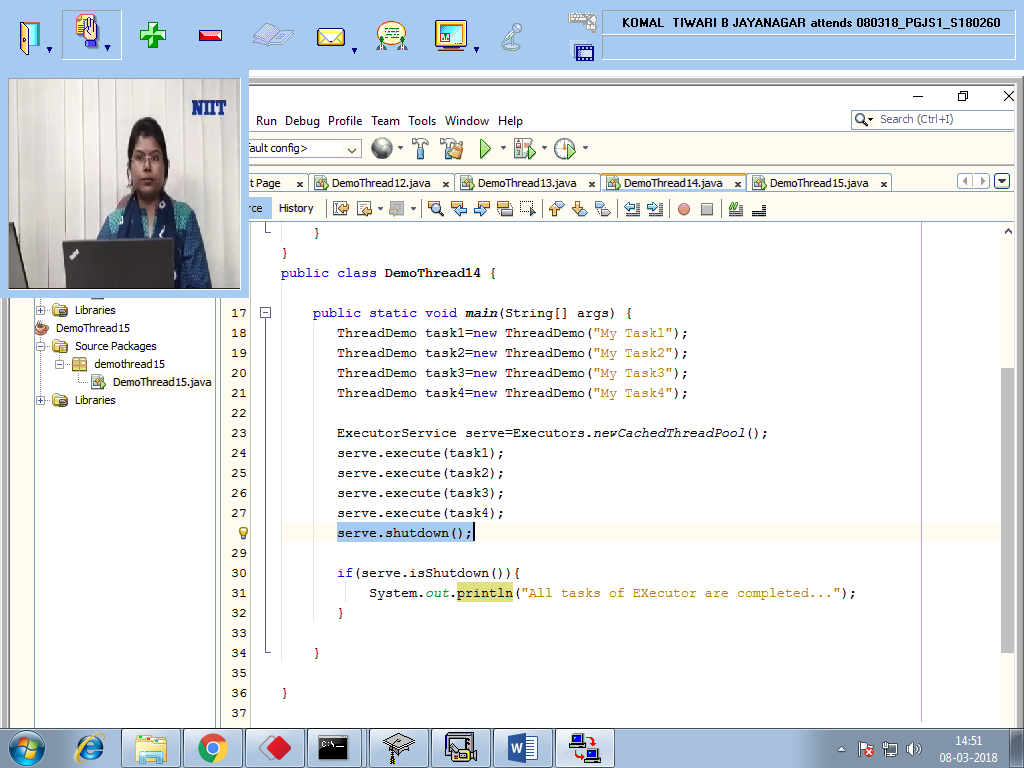 KOMAL TIWARI B JAYANAGAR attends 080318_PGJS1_S180260
NIIT
Run Debug Profile Team Tools Window Help
Search (Ctrl+I)
ault config>
t Page DemoThread12.java DemoThread13.java DemoThread14.java DemoThread15.java
rce History
}
}
public class DemoThread14 {
17 public static void main(String[] args) {
18 ThreadDemo task1=new ThreadDemo("My Task1");
19 ThreadDemo task2=new ThreadDemo("My Task2");
20 ThreadDemo task3=new ThreadDemo("My Task3");
21 ThreadDemo task4=new ThreadDemo("My Task4");
22
23 ExecutorService serve=Executors.newCachedThreadPool();
24 serve.execute(task1);
25 serve.execute(task2);
26 serve.execute(task3);
27 serve.execute(task4);
serve.shutdown();
29
30 if(serve.isShutdown()){
31 System.out.println("All tasks of EXecutor are completed...");
32 }
33
34 }
35
36 }
37
Libraries
DemoThread15
Source Packages
demothread15
DemoThread15.java
Libraries
C:\
W
14:51
08-03-2018